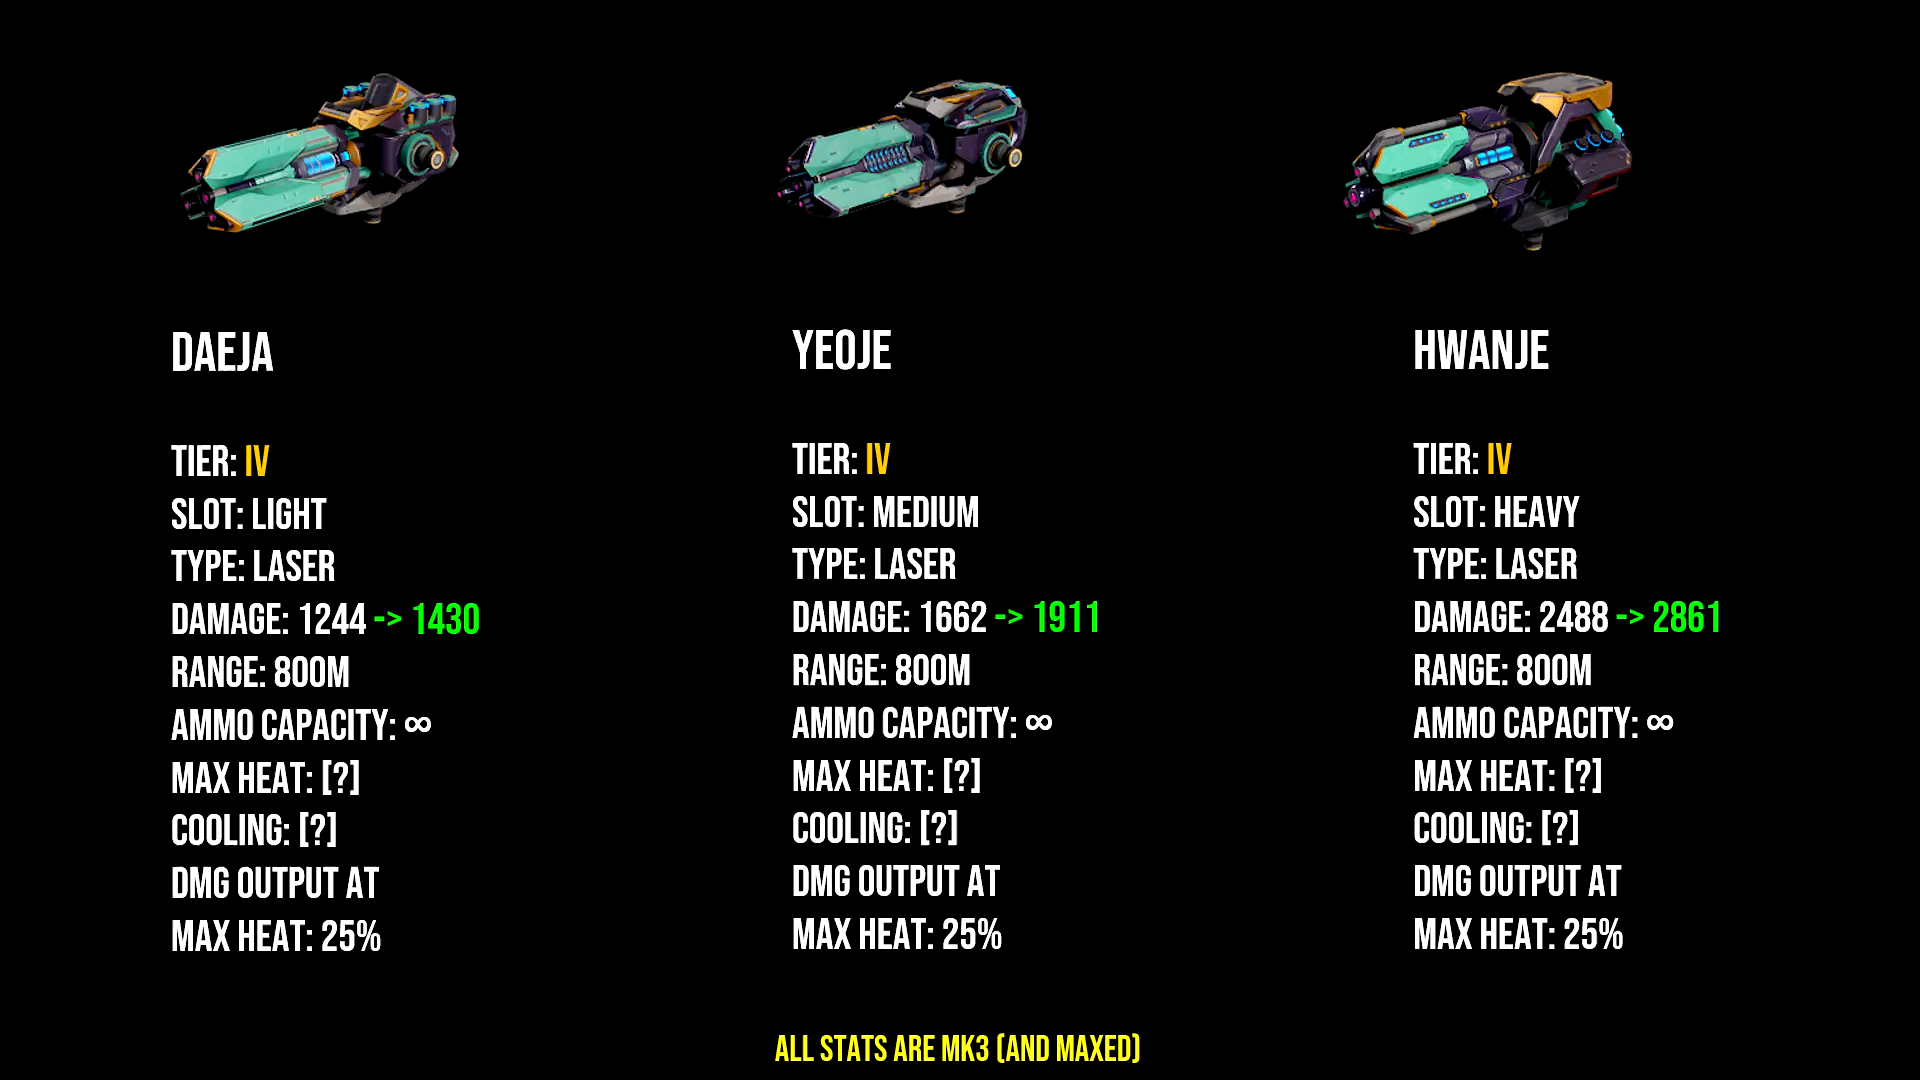 DAEJA
TIER: IV
SLOT: LIGHT
TYPE: LASER
DAMAGE: 1244 -> 1430
RANGE: 800M
AMMO CAPACITY: ∞
MAX HEAT: [?]
COOLING: [?]
DMG OUTPUT AT
MAX HEAT: 25%
YEOJE
TIER: IV
SLOT: MEDIUM
TYPE: LASER
DAMAGE: 1662 -> 1911
RANGE: 800M
AMMO CAPACITY: ∞
MAX HEAT: [?]
COOLING: [?]
DMG OUTPUT AT
MAX HEAT: 25%
HWANJE
TIER: IV
SLOT: HEAVY
TYPE: LASER
DAMAGE: 2488 -> 2861
RANGE: 800M
AMMO CAPACITY: ∞
MAX HEAT: [?]
COOLING: [?]
DMG OUTPUT AT
MAX HEAT: 25%
ALL STATS ARE MK3 (AND MAXED)